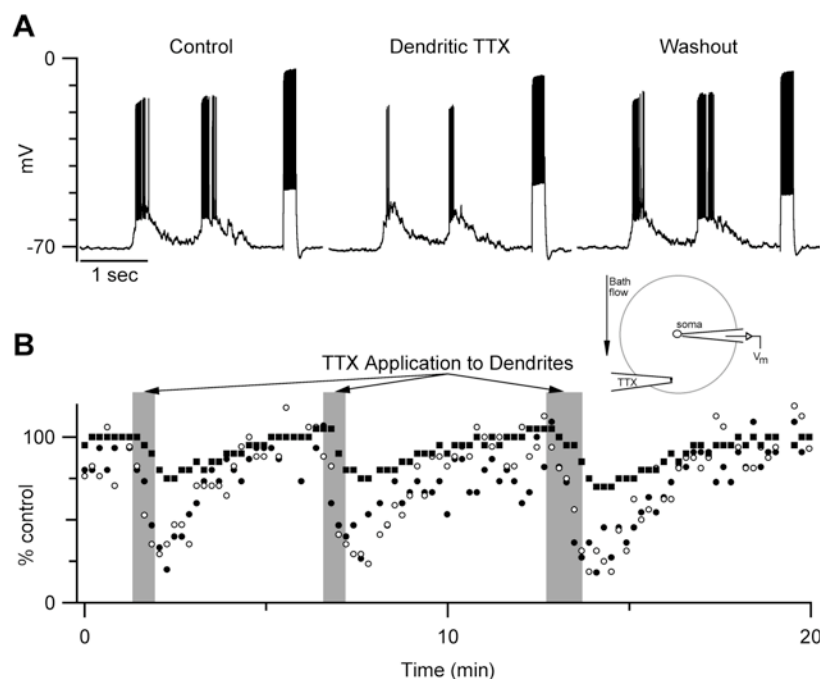 A
Control Dendritic TTX Washout
0
mV
-70
1 sec
Bath
flow
soma
Vm
TTX
B
TTX Application to Dendrites
100
% control
0
0 10 20
Time (min)